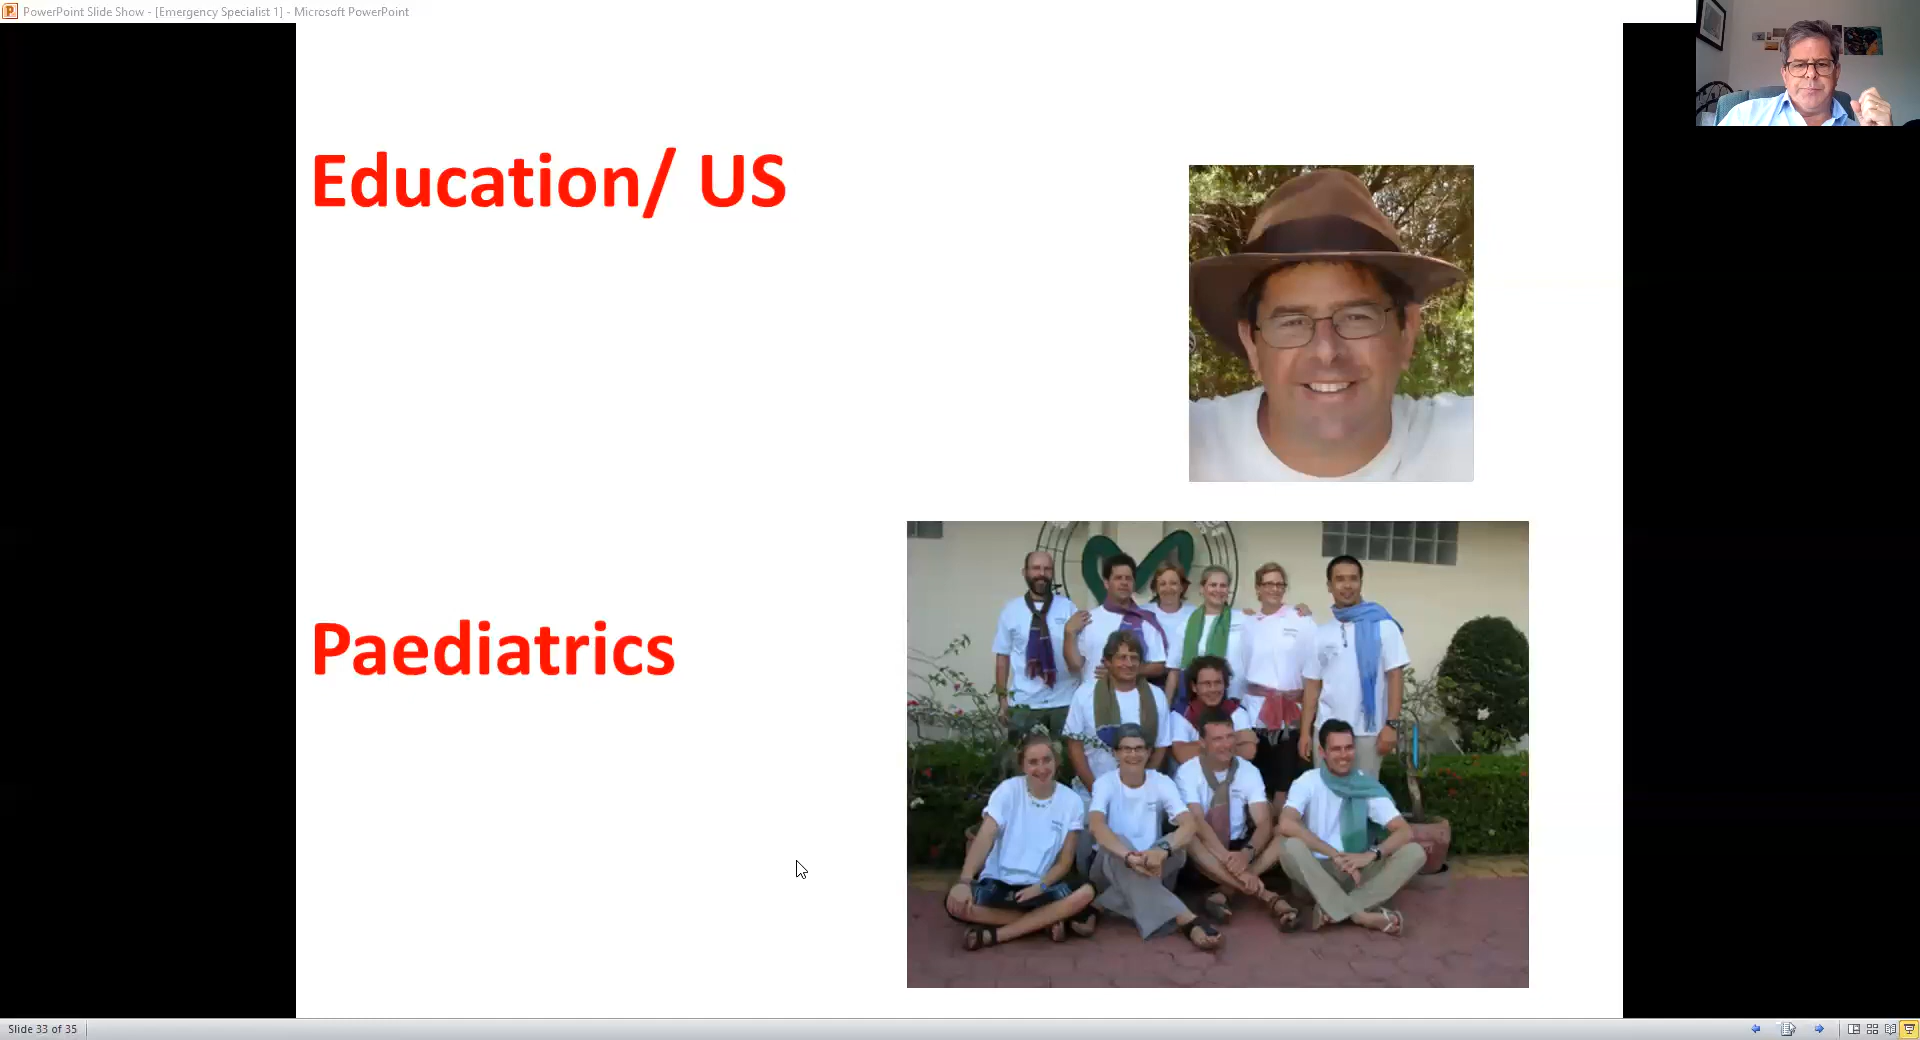 PowerPoint Slide Show - [Emergency Specialist 1] - Microsoft PowerPoint
Education/ US
Paediatrics
Slide 33 of 35